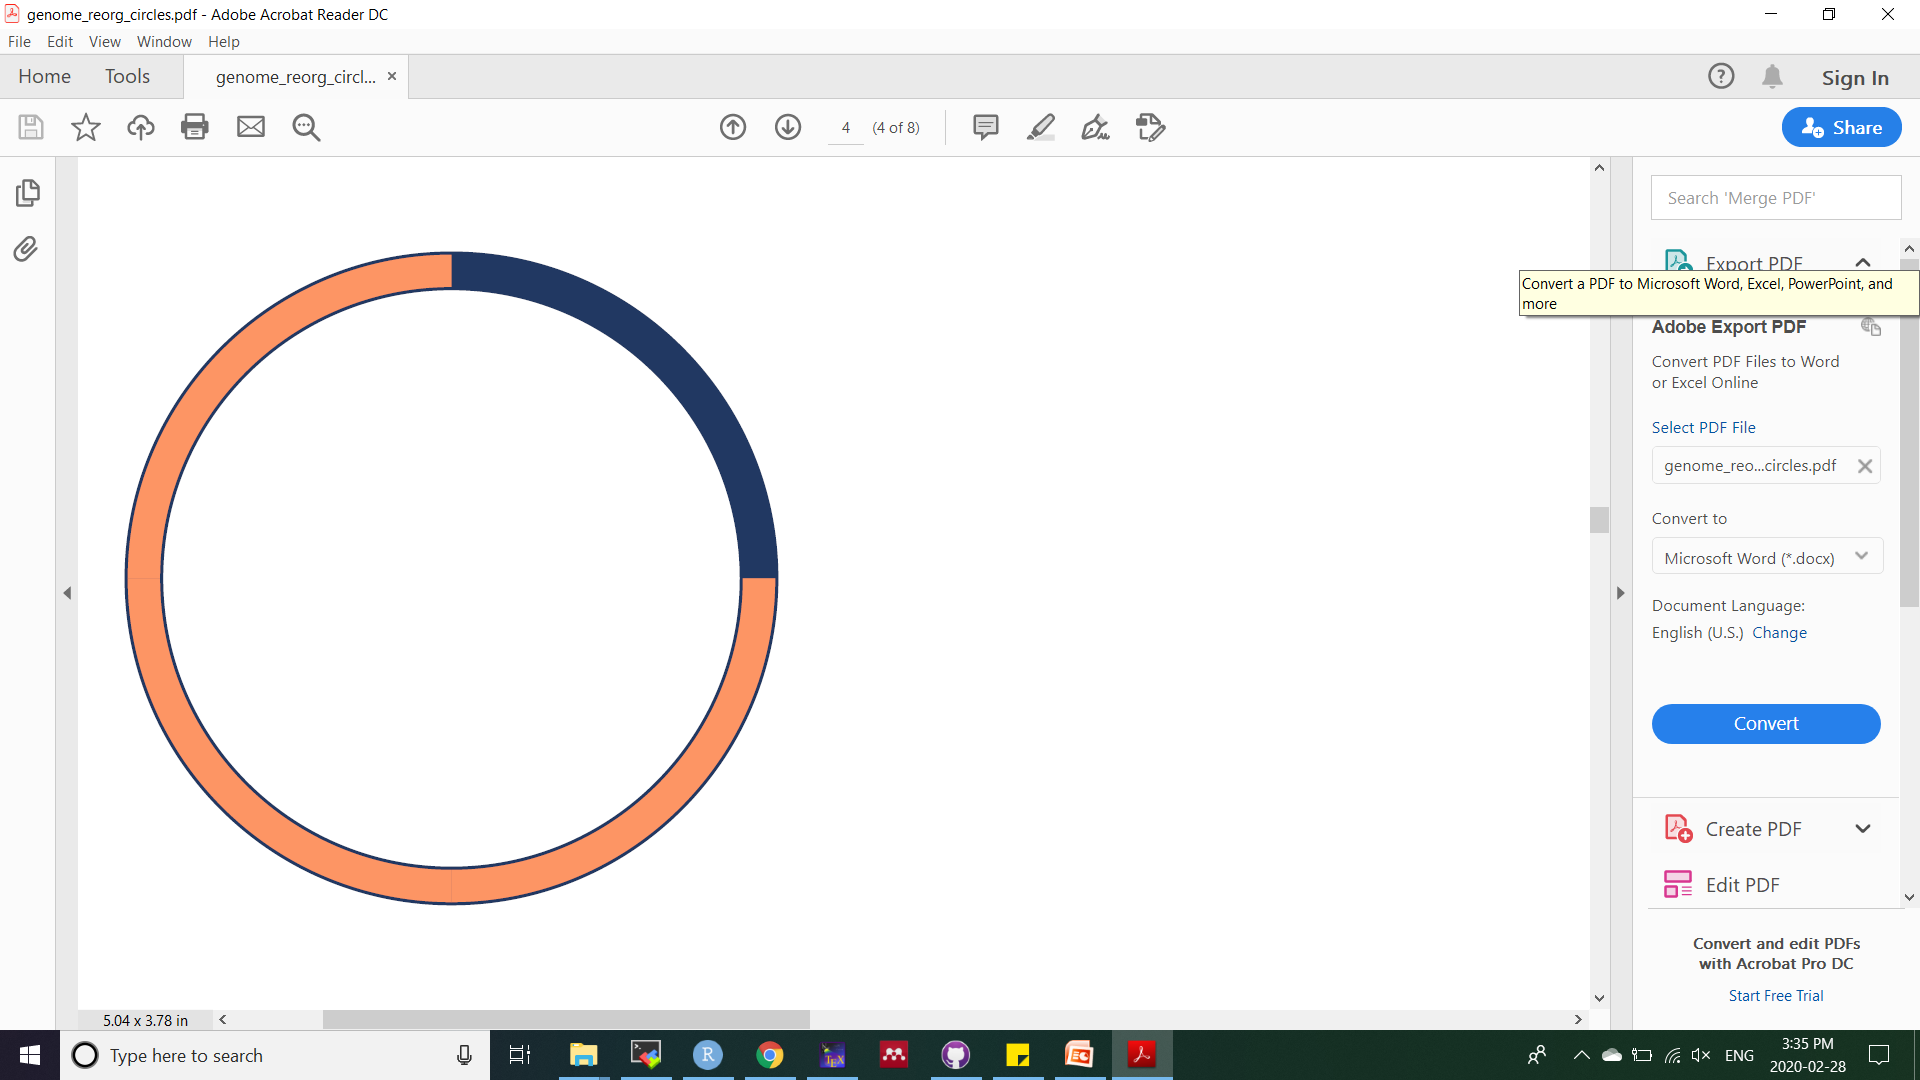 genome_reorg_circles.pdf - Adobe Acrobat Reader DC
File Edit View Window Help
Home Tools genome_reorg_circl... × Sign In
4 (4 of 8) Share
Search 'Merge PDF'
Export PDF
Convert a PDF to Microsoft Word, Excel, PowerPoint, and
more
Adobe Export PDF
Convert PDF Files to Word
or Excel Online
Select PDF File
genome_reo...circles.pdf
Convert to
Microsoft Word (*.docx)
Document Language:
English (U.S.) Change
Convert
Create PDF
Edit PDF
Convert and edit PDFs
with Acrobat Pro DC
Start Free Trial
5.04 x 3.78 in
Type here to search
R
TEX
ENG
3:35 PM
2020-02-28